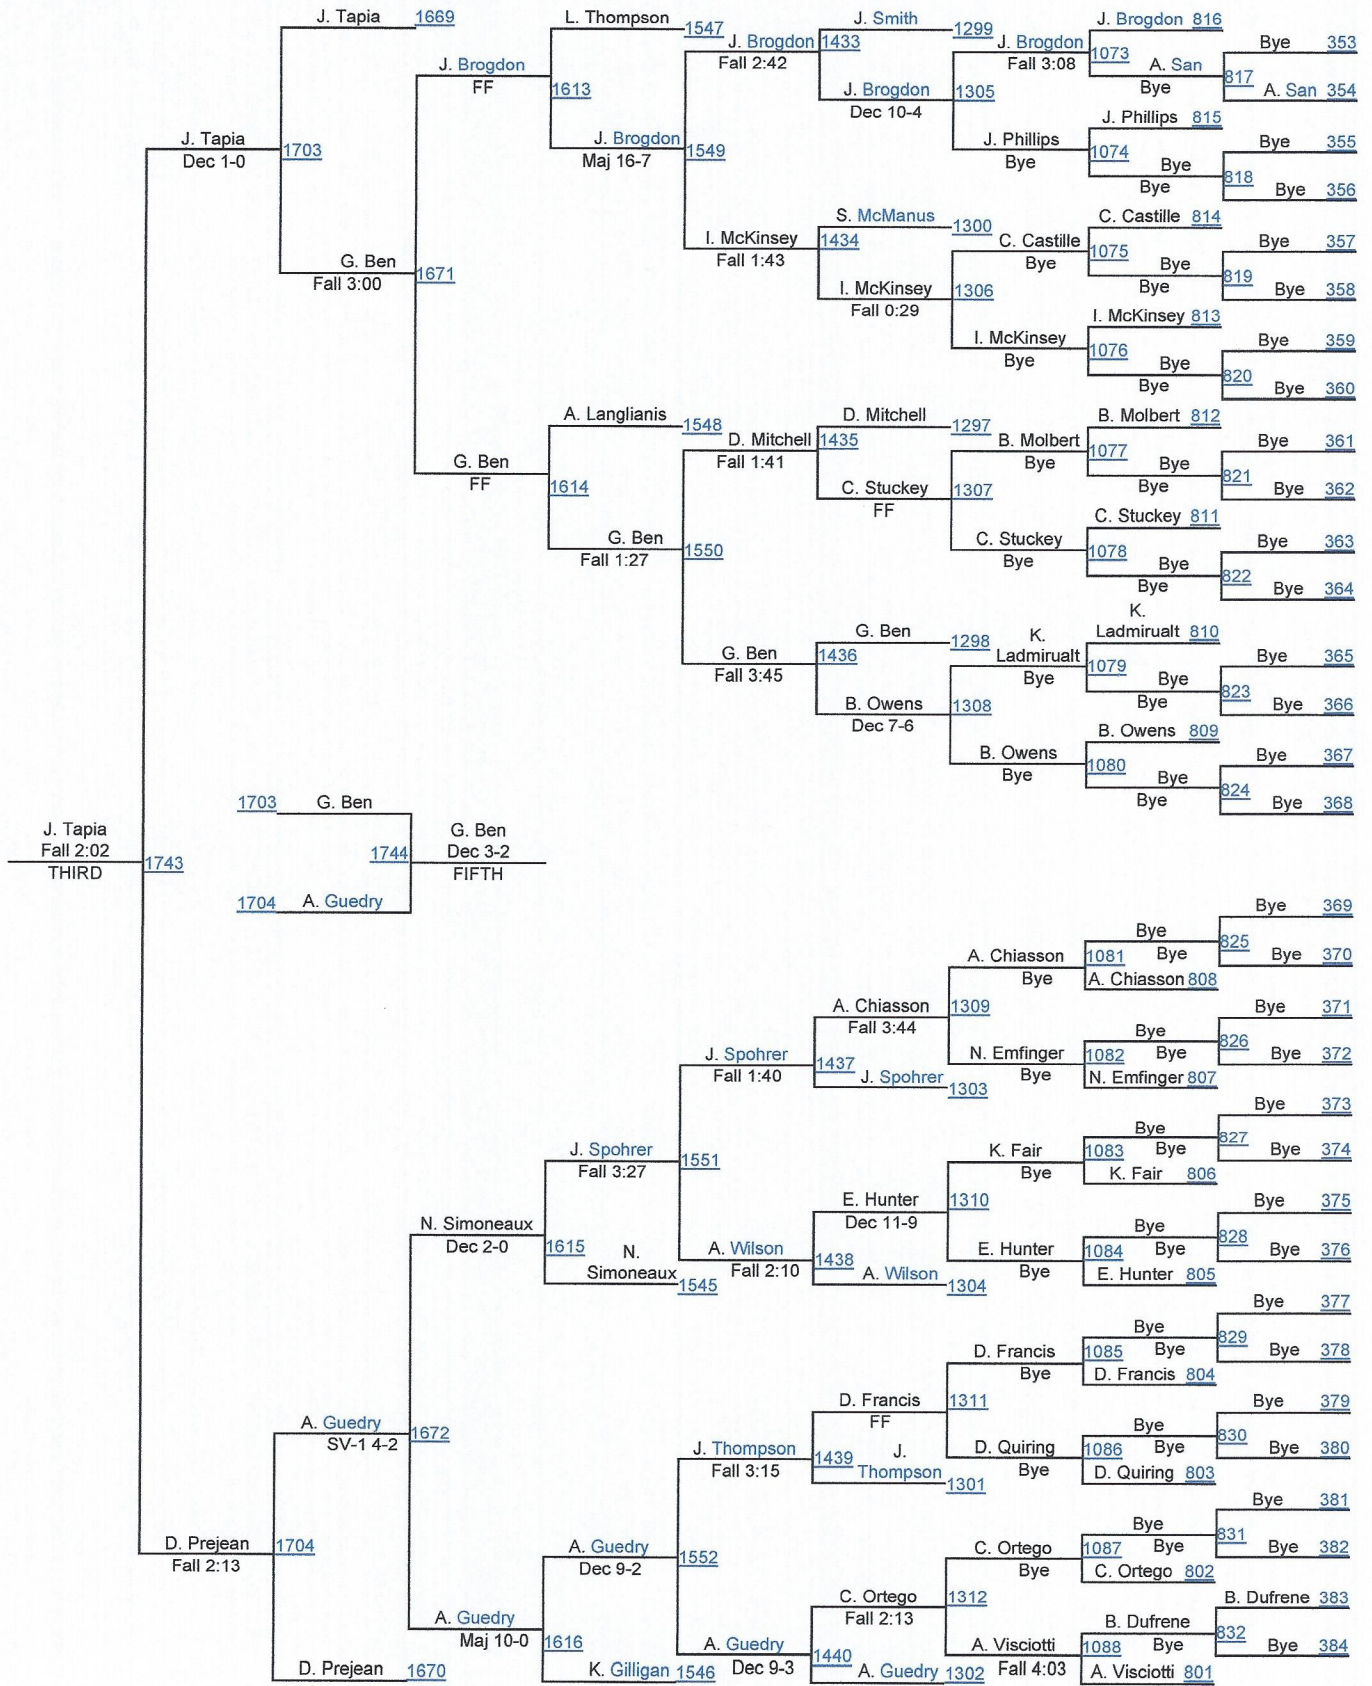 J. Tapia 1669
L. Thompson 1547
J. Smith 1299
J. Brogdon 816
Bye 353
J. Brogdon 1433
Fall 2:42
J. Brogdon
Fall 3:08
1073
A. San 817
Bye
A. San 354
J. Brogdon
FF
1613
J. Brogdon 1305
Dec 10-4
J. Phillips 815
Bye 355
J. Tapia
Dec 1-0
1703
J. Brogdon
Maj 16-7
1549
J. Phillips
Bye
1074
Bye
Bye
818
Bye 356
S. McManus 1300
C. Castille 814
Bye 357
I. McKinsey 1434
Fall 1:43
C. Castille
Bye
1075
Bye
Bye
819
Bye 358
G. Ben
Fall 3:00
1671
I. McKinsey 1306
Fall 0:29
I. McKinsey 813
Bye 359
I. McKinsey
Bye
1076
Bye
Bye
820
Bye 360
A. Langlianis 1548
D. Mitchell 1297
B. Molbert 812
Bye 361
D. Mitchell 1435
Fall 1:41
B. Molbert
Bye
1077
Bye
Bye
821
Bye 362
G. Ben
FF
1614
C. Stuckey 1307
FF
C. Stuckey 811
Bye 363
G. Ben
Fall 1:27
1550
C. Stuckey
Bye
1078
Bye
Bye
822
Bye 364
G. Ben 1298
K.
Ladmirualt 810
Bye 365
G. Ben
Fall 3:45
1436
K.
Ladmirualt
Bye
1079
Bye
Bye
823
Bye 366
B. Owens 1308
Dec 7-6
B. Owens 809
Bye 367
B. Owens
Bye
1080
Bye
Bye
824
Bye 368
1703 G. Ben
J. Tapia
Fall 2:02
THIRD
1743
1744
G. Ben
Dec 3-2
FIFTH
1704 A. Guedry
Bye 369
A. Chiasson
Bye
1081
Bye
Bye
825
Bye 370
A. Chiasson 808
A. Chiasson
Fall 3:44
1309
Bye 371
J. Spohrer
Fall 1:40
1437
J. Spohrer 1303
N. Emfinger
Bye
1082
Bye
Bye
826
Bye 372
N. Emfinger 807
Bye 373
J. Spohrer
Fall 3:27
1551
K. Fair
Bye
1083
Bye
Bye
827
Bye 374
K. Fair 806
E. Hunter
Dec 11-9
1310
Bye 375
N. Simoneaux
Dec 2-0
1615
N.
Simoneaux 1545
A. Wilson
Fall 2:10
1438
A. Wilson 1304
E. Hunter
Bye
1084
Bye
Bye
828
Bye 376
E. Hunter 805
Bye 377
D. Francis
Bye
1085
Bye
Bye
829
Bye 378
D. Francis 804
D. Francis
FF
1311
Bye 379
A. Guedry
SV-1 4-2
1672
J. Thompson
Fall 3:15
1439
J.
Thompson 1301
D. Quiring
Bye
1086
Bye
Bye
830
Bye 380
D. Quiring 803
Bye 381
D. Prejean
Fall 2:13
1704
A. Guedry
Dec 9-2
1552
C. Ortego
Bye
1087
Bye
Bye
831
Bye 382
C. Ortego 802
C. Ortego
Fall 2:13
1312
B. Dufrene 383
A. Guedry
Maj 10-0
1616
A. Guedry
Dec 9-3
1440
A. Visciotti
Fall 4:03
1088
B. Dufrene
Bye
832
Bye 384
D. Prejean 1670
K. Gilligan 1546
A. Guedry 1302
A. Visciotti 801